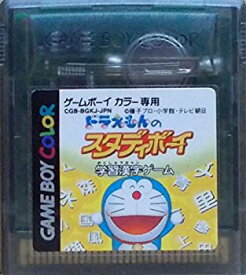 ゲームボーイ カラー専用
CGB-BGKJ-JPN
©藤子プロ・小学館・テレビ朝日
ドラえもんの
スタディボーイ
学習漢字ゲーム
GAME BOY COLOR